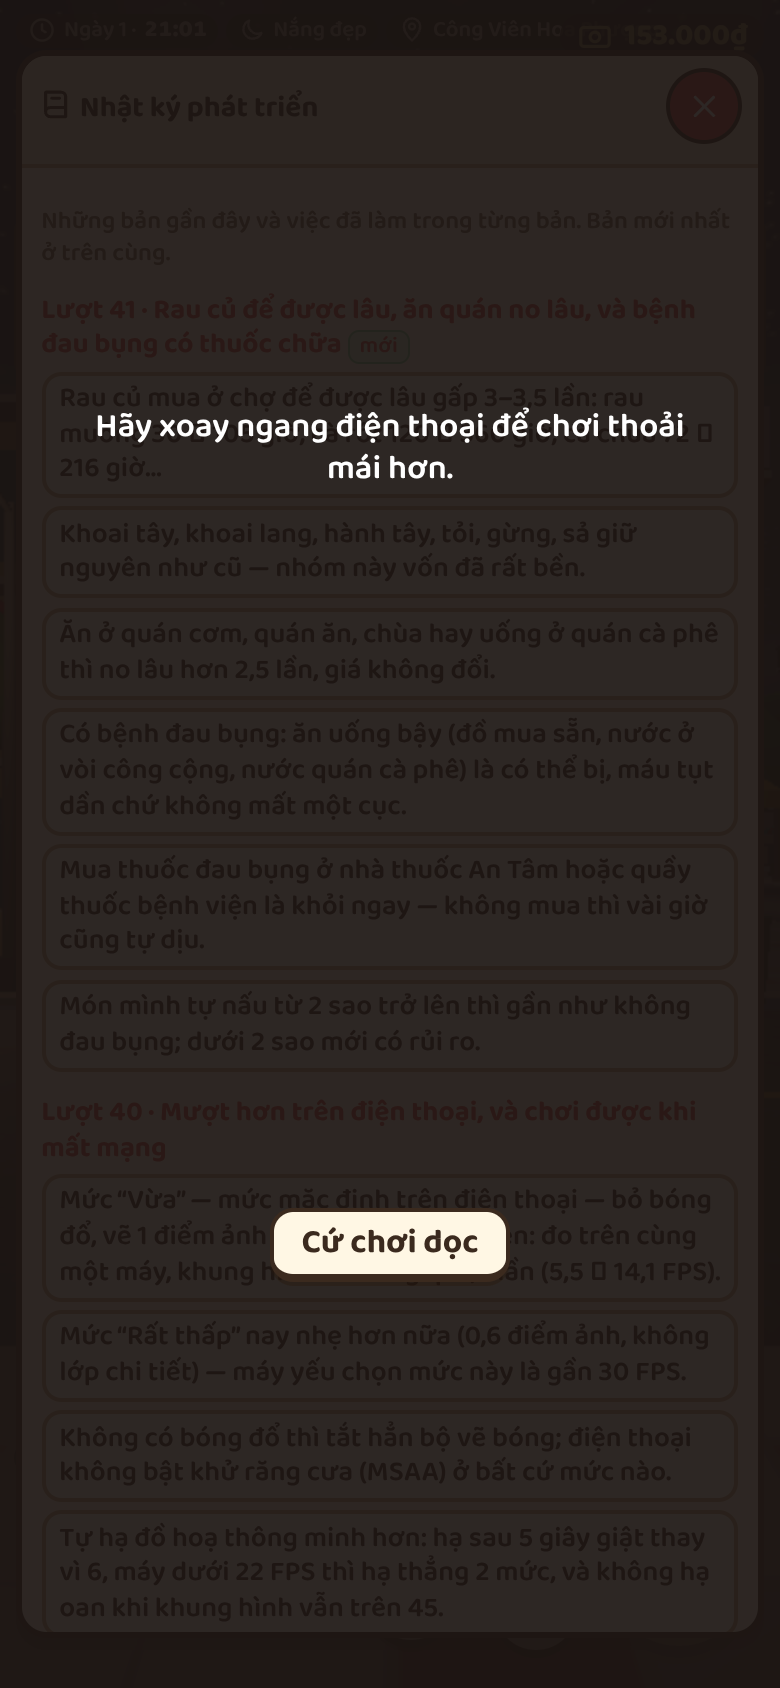 Ngày 1 · 21:01
Nắng đẹp
Công Viên Ho
153.000đ
Nhật ký phát triển
Những bản gần đây và việc đã làm trong từng bản. Bản mới nhất
ở trên cùng.
Lượt 41 · Rau củ để được lâu, ăn quán no lâu, và bệnh
đau bụng có thuốc chữa mới
Rau củ mua ở chợ để được lâu gấp 3–3,5 lần: rau
Hãy xoay ngang điện thoại để chơi thoải
mái hơn.
216 giờ...
Khoai tây, khoai lang, hành tây, tỏi, gừng, sả giữ
nguyên như cũ — nhóm này vốn đã rất bền.
Ăn ở quán cơm, quán ăn, chùa hay uống ở quán cà phê
thì no lâu hơn 2,5 lần, giá không đổi.
Có bệnh đau bụng: ăn uống bậy (đồ mua sẵn, nước ở
vòi công cộng, nước quán cà phê) là có thể bị, máu tụt
dần chứ không mất một cục.
Mua thuốc đau bụng ở nhà thuốc An Tâm hoặc quầy
thuốc bệnh viện là khỏi ngay — không mua thì vài giờ
cũng tự dịu.
Món mình tự nấu từ 2 sao trở lên thì gần như không
đau bụng; dưới 2 sao mới có rủi ro.
Lượt 40 · Mượt hơn trên điện thoại, và chơi được khi
mất mạng
Mức "Vừa" — mức mặc định trên điện thoại — bỏ bóng
đổ, vẽ 1 điểm ảnh : đo trên cùng
Cứ chơi dọc
một máy, khung (5,5 14,1 FPS).
Mức "Rất thấp" nay nhẹ hơn nữa (0,6 điểm ảnh, không
lớp chi tiết) — máy yếu chọn mức này là gần 30 FPS.
Không có bóng đổ thì tắt hẳn bộ vẽ bóng; điện thoại
không bật khử răng cưa (MSAA) ở bất cứ mức nào.
Tự hạ đồ hoạ thông minh hơn: hạ sau 5 giây giật thay
vì 6, máy dưới 22 FPS thì hạ thẳng 2 mức, và không hạ
oan khi khung hình vẫn trên 45.